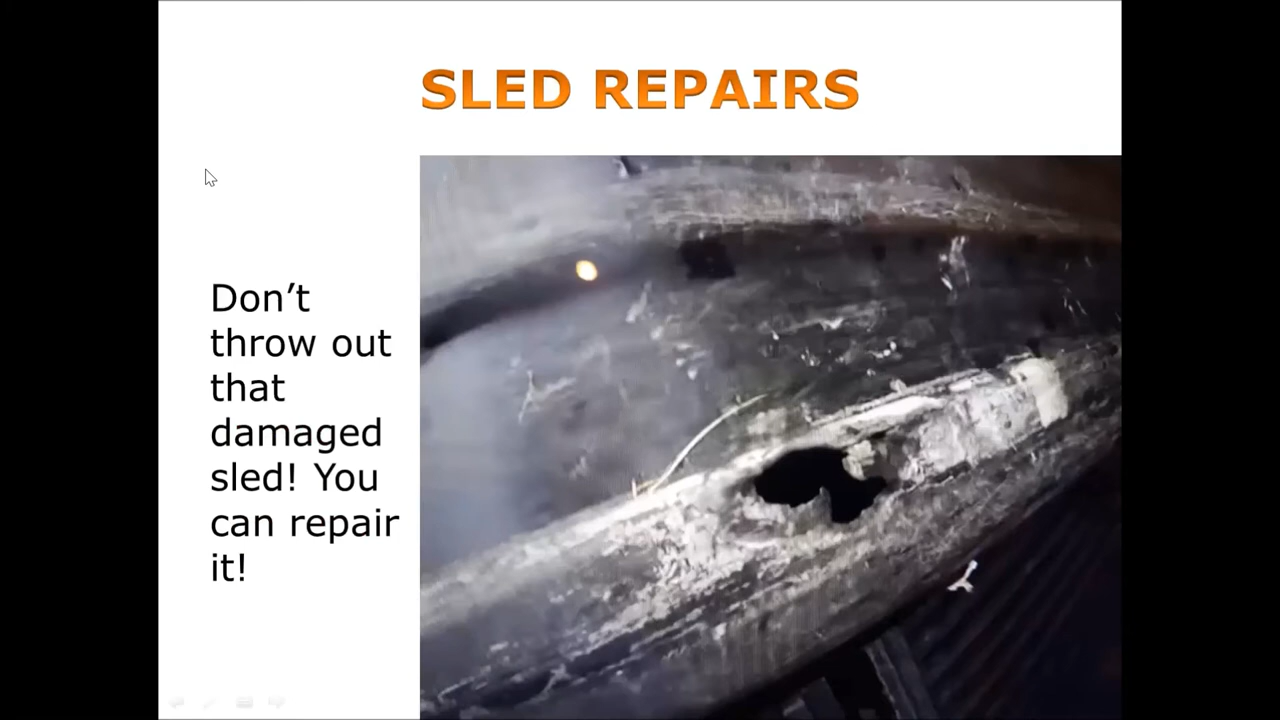 SLED REPAIRS
Don’t
throw out
that
damaged
sled! You
can repair
it!